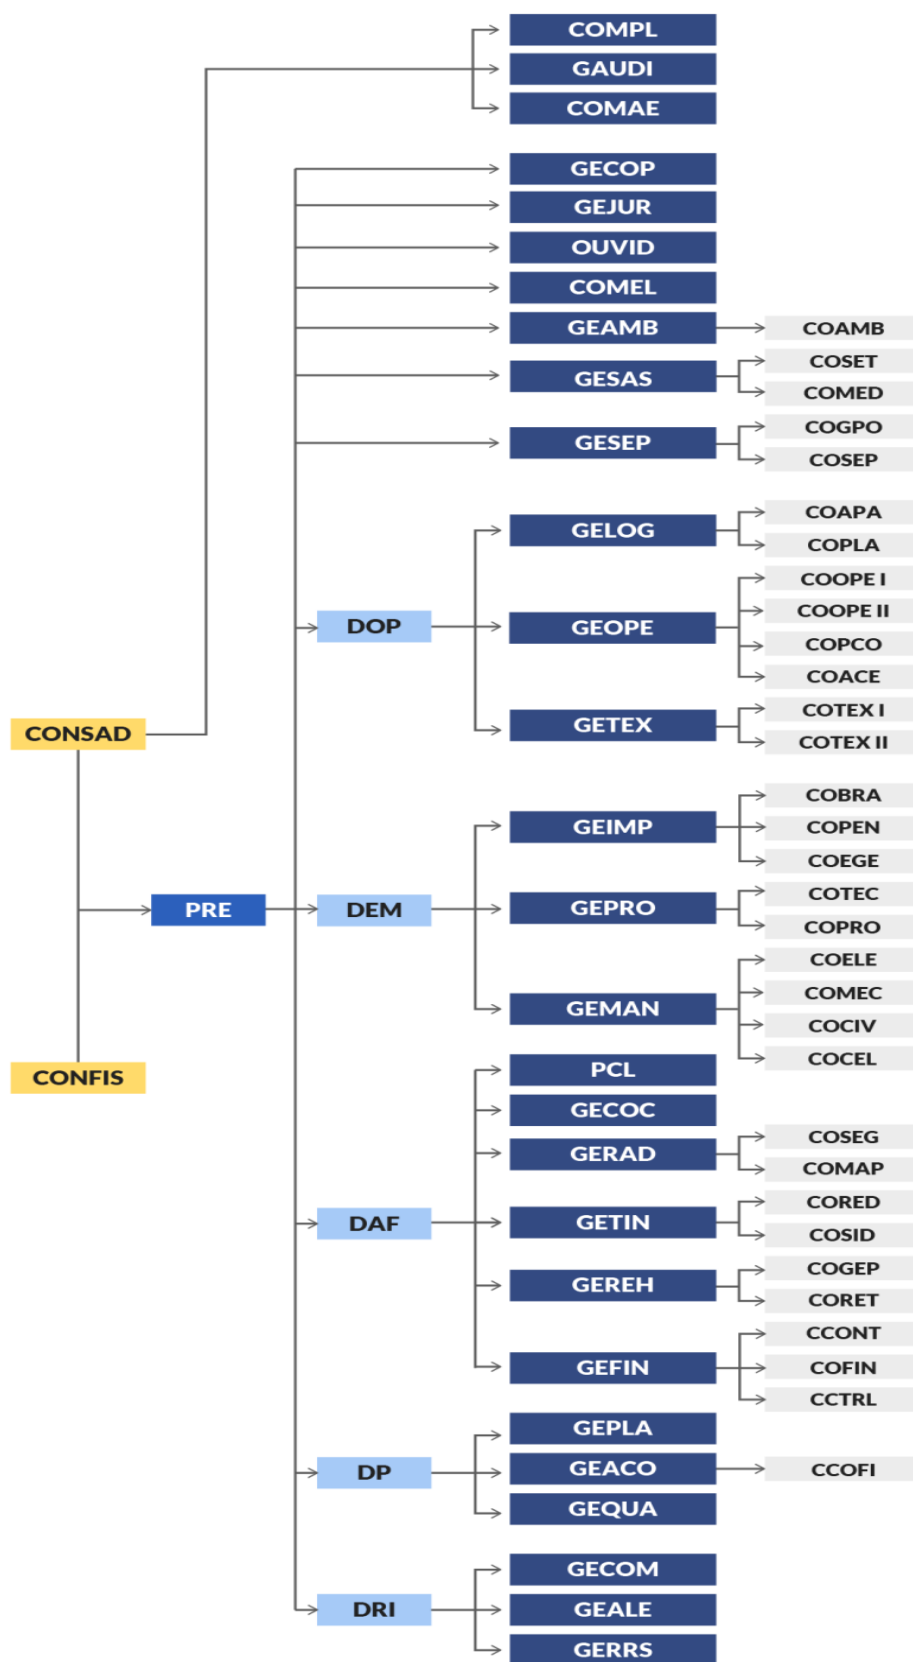 COMPL
GAUDI
COMAE
GECOP
GEJUR
OUVID
COMEL
GEAMB
COAMB
GESAS
COSET
COMED
GESEP
COGPO
COSEP
DOP
GELOG
COAPA
COPLA
GEOPE
COOPE I
COOPE II
COPCO
COACE
GETEX
COTEX I
COTEX II
CONSAD
PRE
CONFIS
DEM
GEIMP
COBRA
COPEN
COEGE
GEPRO
COTEC
COPRO
GEMAN
COELE
COMEC
COCIV
COCEL
DAF
PCL
GECOC
GERAD
COSEG
COMAP
GETIN
CORED
COSID
GEREH
COGEP
CORET
GEFIN
CCONT
COFIN
CCTRL
DP
GEPLA
GEACO
CCOFI
GEQUA
DRI
GECOM
GEALE
GERRS